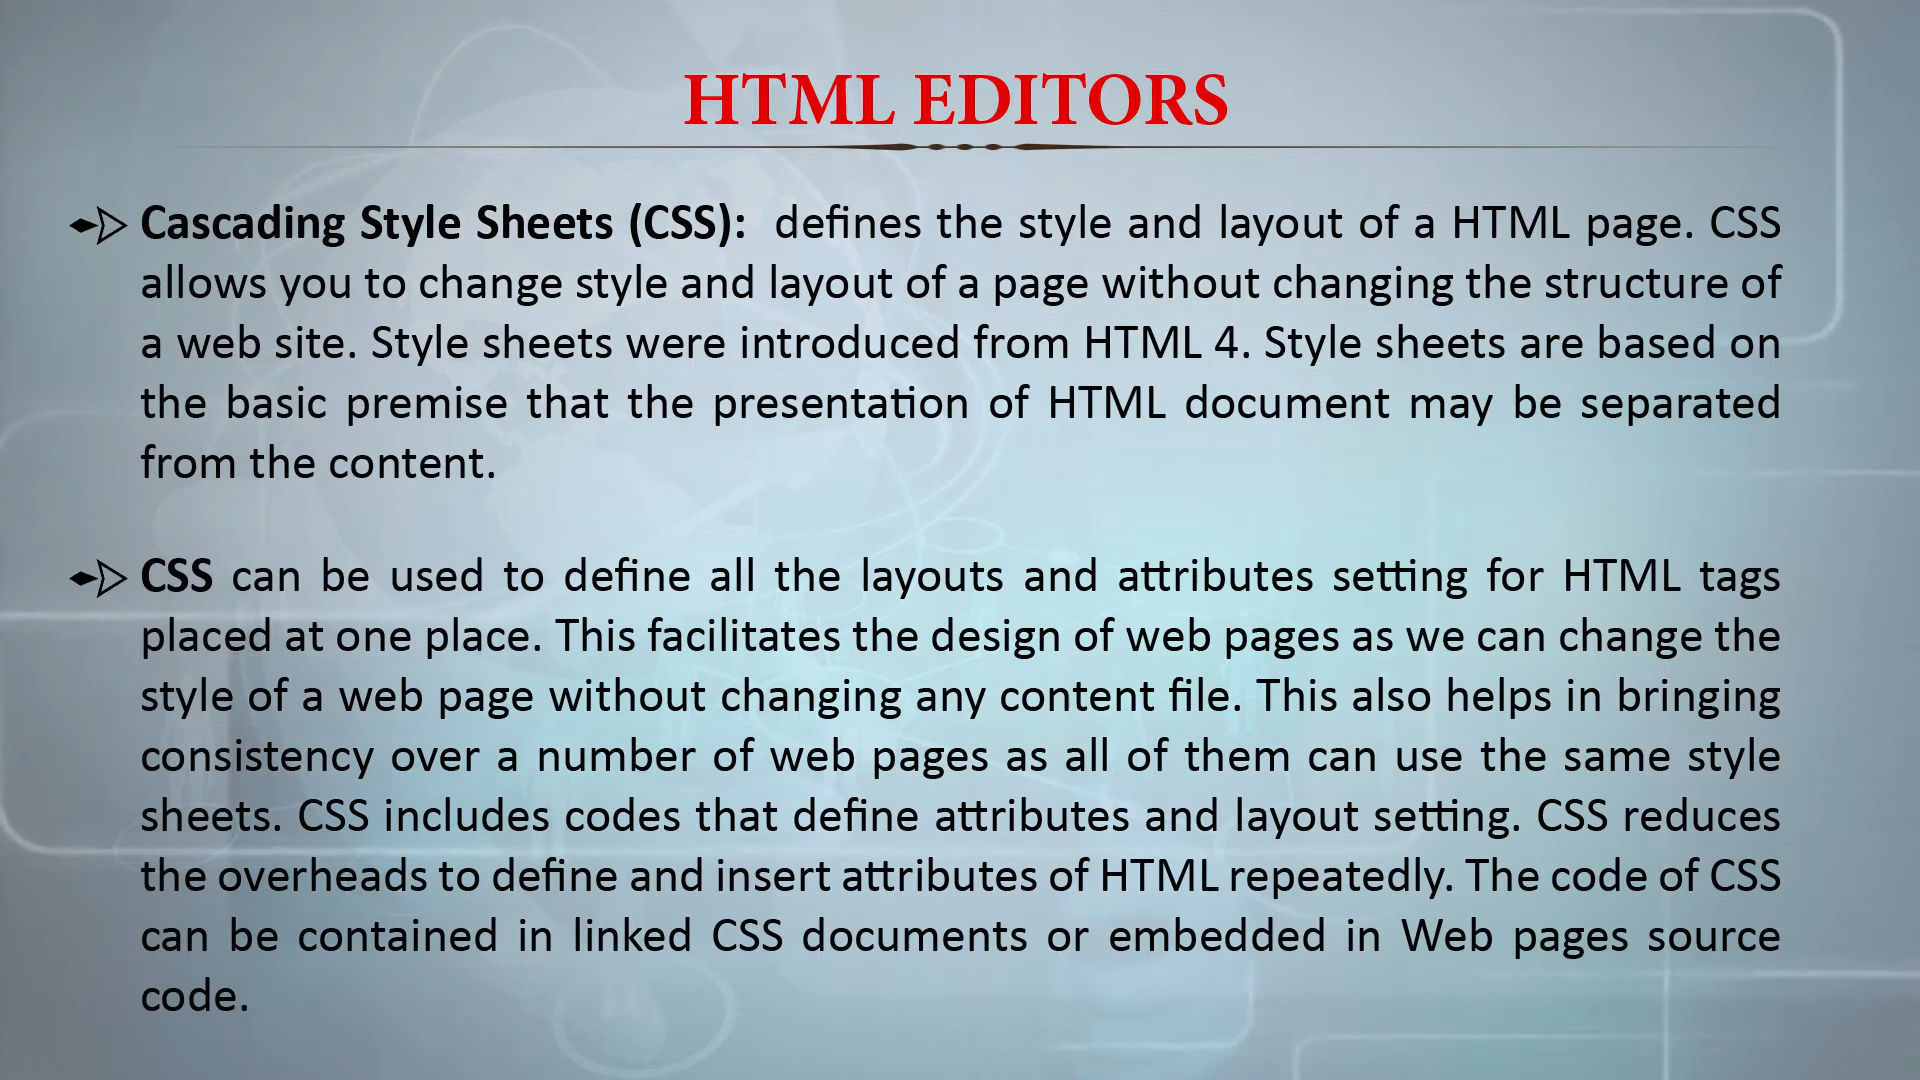 HTML EDITORS
Cascading Style Sheets (CSS): defines the style and layout of a HTML page. CSS
allows you to change style and layout of a page without changing the structure of
a web site. Style sheets were introduced from HTML 4. Style sheets are based on
the basic premise that the presentation of HTML document may be separated
from the content.
CSS can be used to define all the layouts and attributes setting for HTML tags
placed at one place. This facilitates the design of web pages as we can change the
style of a web page without changing any content file. This also helps in bringing
consistency over a number of web pages as all of them can use the same style
sheets. CSS includes codes that define attributes and layout setting. CSS reduces
the overheads to define and insert attributes of HTML repeatedly. The code of CSS
can be contained in linked CSS documents or embedded in Web pages source
code.